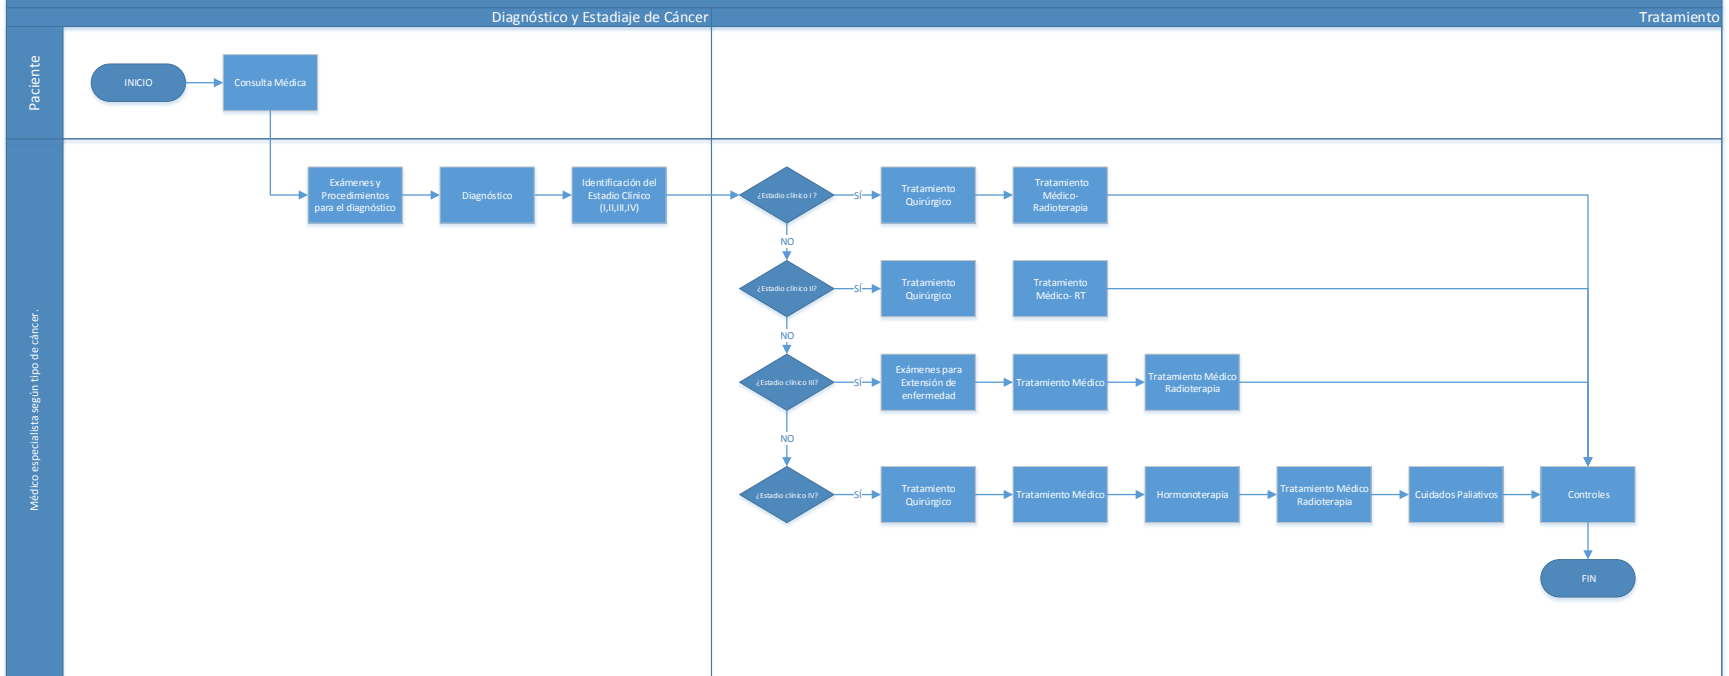 Diagnóstico y Estadiaje de Cáncer
Tratamiento
Paciente
INICIO
Consulta Médica
Médico especialista según tipo de cáncer.
Exámenes y
Procedimientos
para el diagnóstico
Diagnóstico
Identificación del
Estadio Clínico
(I,II,III,IV)
¿Estadio clínico I ?
SÍ
Tratamiento
Quirúrgico
Tratamiento
Médico-
Radioterapia
NO
¿Estadio clínico II?
SÍ
Tratamiento
Quirúrgico
Tratamiento
Médico- RT
NO
¿Estadio clínico III?
SÍ
Exámenes para
Extensión de
enfermedad
Tratamiento Médico
Tratamiento Médico
Radioterapia
NO
¿Estadio clínico IV?
SÍ
Tratamiento
Quirúrgico
Tratamiento Médico
Hormonoterapia
Tratamiento Médico
Radioterapia
Cuidados Paliativos
Controles
FIN